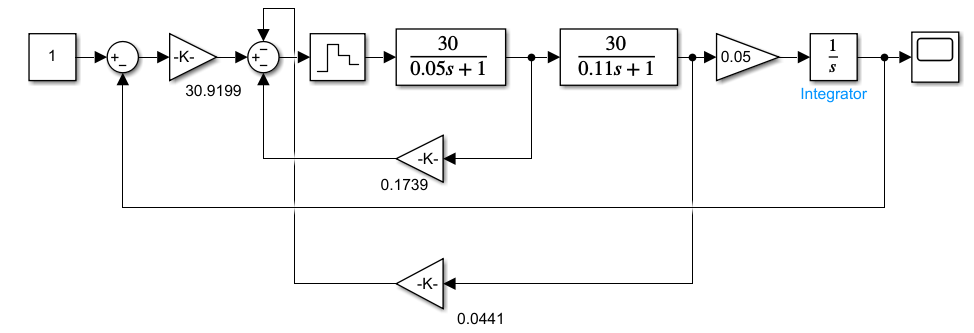 1
+
−
-K-
30.9199
−
+
−
30
0.05s + 1
30
0.11s + 1
0.05
1
s
Integrator
-K-
0.1739
-K-
0.0441